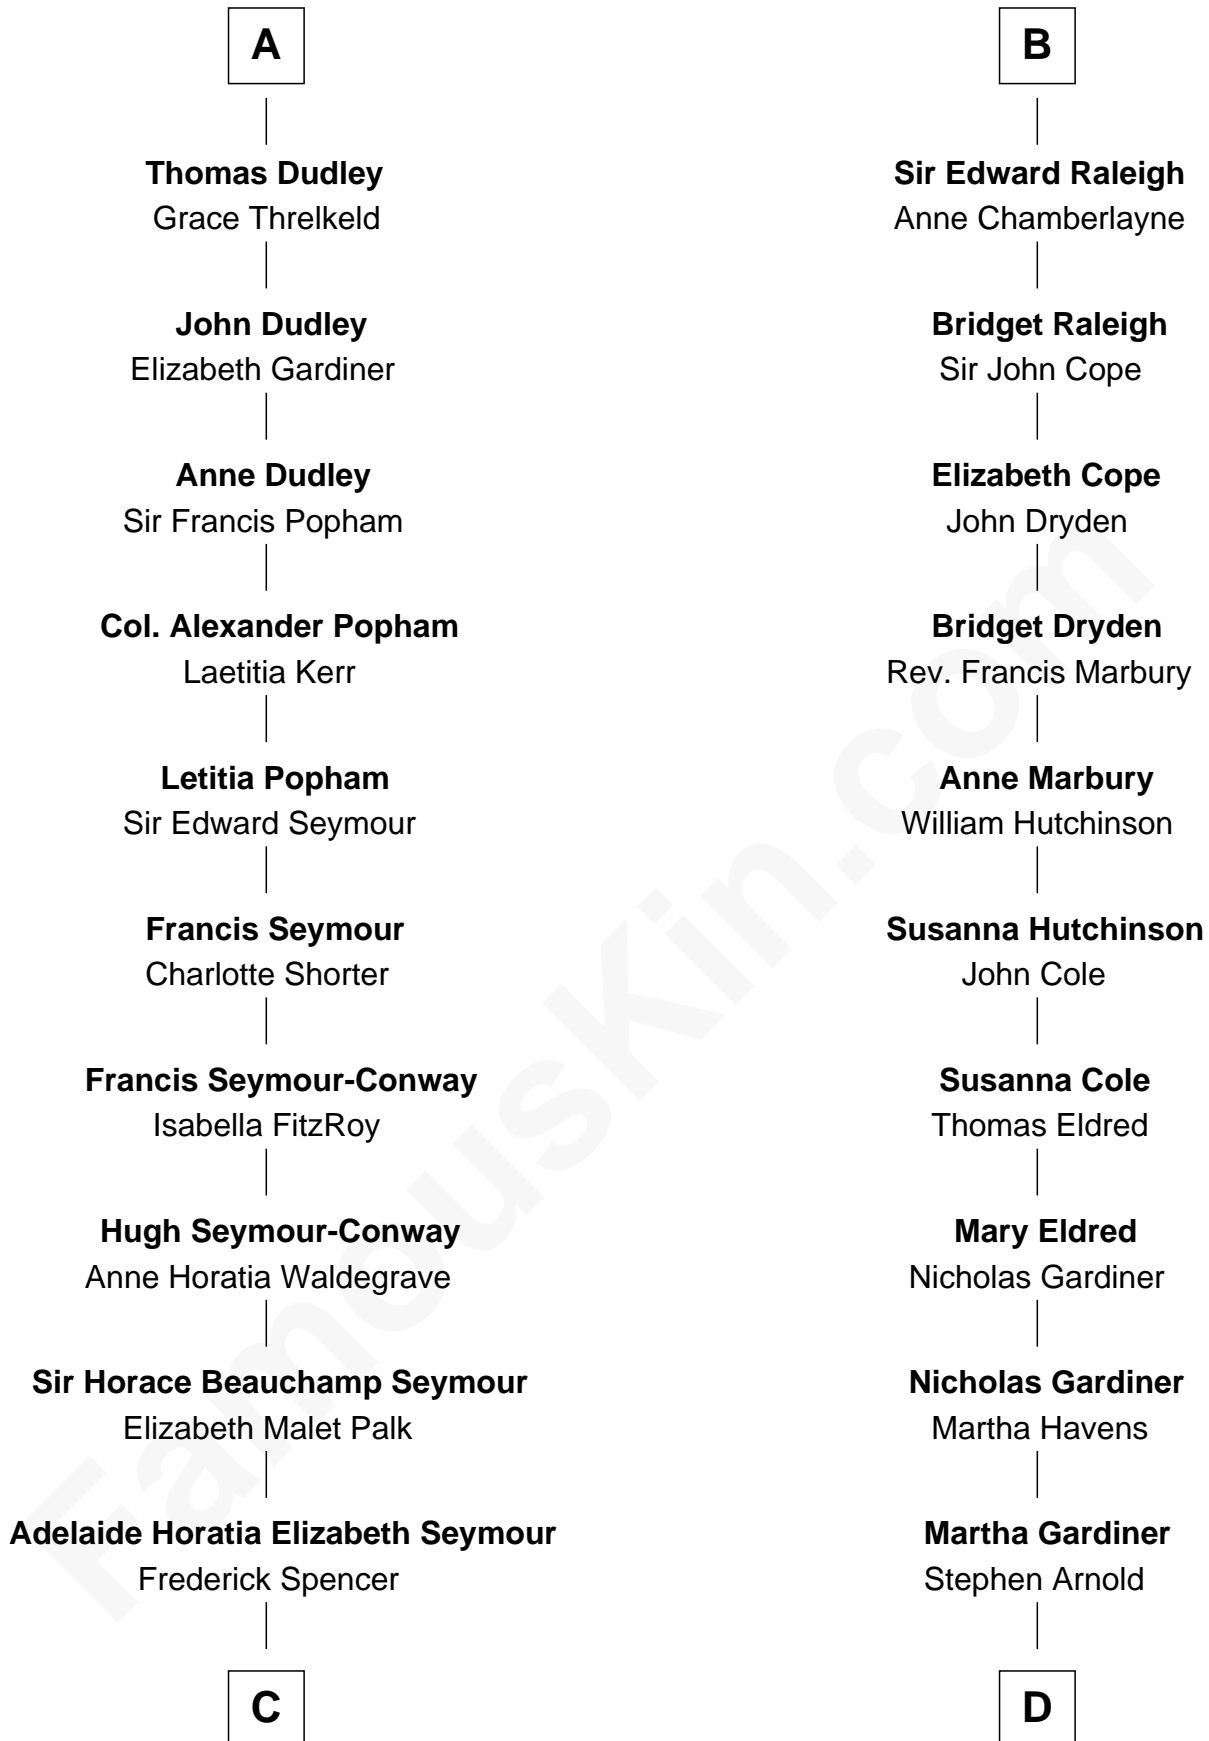 A
Thomas Dudley
Grace Threlkeld
John Dudley
Elizabeth Gardiner
Anne Dudley
Sir Francis Popham
Col. Alexander Popham
Laetitia Kerr
Letitia Popham
Sir Edward Seymour
Francis Seymour
Charlotte Shorter
Francis Seymour-Conway
Isabella FitzRoy
Hugh Seymour-Conway
Anne Horatia Waldegrave
Sir Horace Beauchamp Seymour
Elizabeth Malet Palk
Adelaide Horatia Elizabeth Seymour
Frederick Spencer
C
B
Sir Edward Raleigh
Anne Chamberlayne
Bridget Raleigh
Sir John Cope
Elizabeth Cope
John Dryden
Bridget Dryden
Rev. Francis Marbury
Anne Marbury
William Hutchinson
Susanna Hutchinson
John Cole
Susanna Cole
Thomas Eldred
Mary Eldred
Nicholas Gardiner
Nicholas Gardiner
Martha Havens
Martha Gardiner
Stephen Arnold
D
FamousKin.com